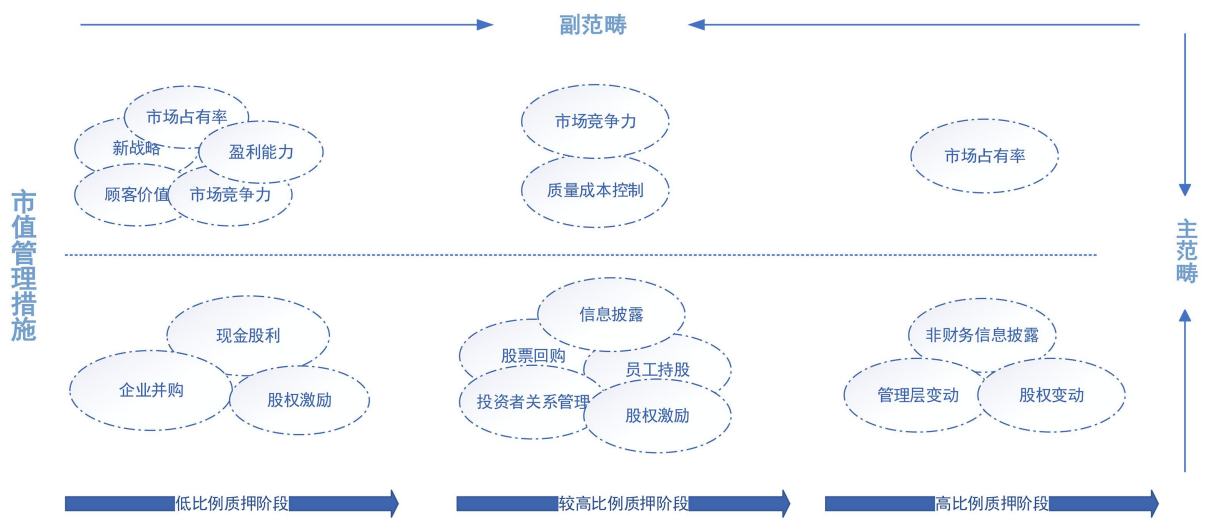 副范畴
市场占有率
新战略
盈利能力
顾客价值
市场竞争力
市场竞争力
质量成本控制
市场占有率
市值管理措施
主范畴
现金股利
企业并购
股权激励
信息披露
股票回购
员工持股
投资者关系管理
股权激励
非财务信息披露
管理层变动
股权变动
低比例质押阶段
较高比例质押阶段
高比例质押阶段